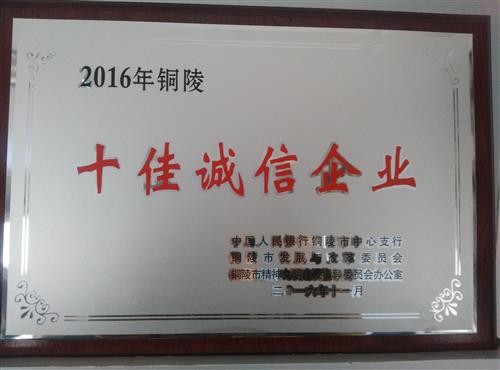 2016年铜陵
十佳诚信企业
中国人民银行铜陵市中心支行
铜陵市发展与改革委员会
铜陵市精神文明建设指导委员会办公室
二〇一六年十一月